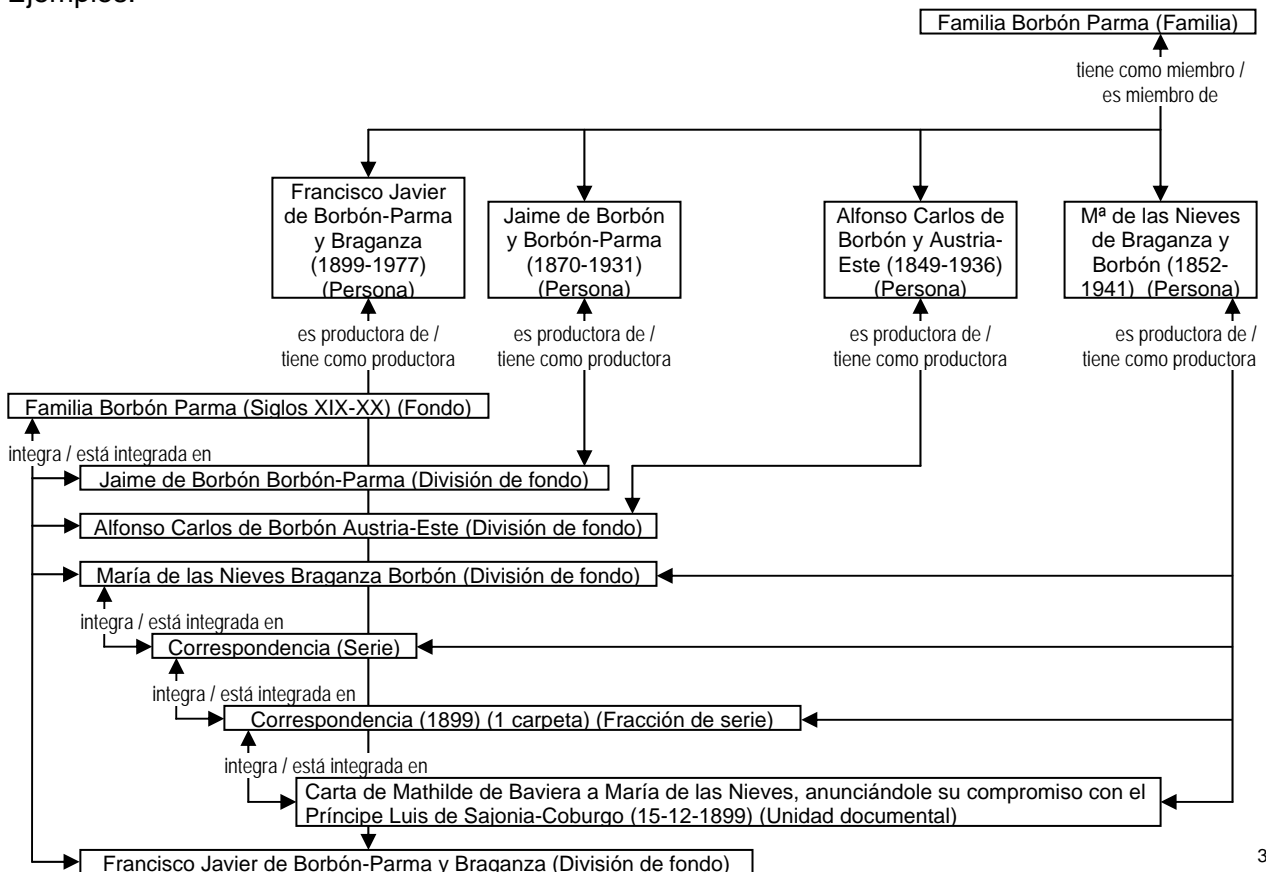 Ejemplos:
Familia Borbón Parma (Familia)
tiene como miembro /
es miembro de
Francisco Javier
de Borbón-Parma
y Braganza
(1899-1977)
(Persona)
Jaime de Borbón
y Borbón-Parma
(1870-1931)
(Persona)
Alfonso Carlos de
Borbón y Austria-
Este (1849-1936)
(Persona)
Mª de las Nieves
de Braganza y
Borbón (1852-
1941) (Persona)
es productora de /
tiene como productora
es productora de /
tiene como productora
es productora de /
tiene como productora
es productora de /
tiene como productora
Familia Borbón Parma (Siglos XIX-XX) (Fondo)
integra / está integrada en
Jaime de Borbón Borbón-Parma (División de fondo)
Alfonso Carlos de Borbón Austria-Este (División de fondo)
María de las Nieves Braganza Borbón (División de fondo)
integra / está integrada en
Correspondencia (Serie)
integra / está integrada en
Correspondencia (1899) (1 carpeta) (Fracción de serie)
integra / está integrada en
Carta de Mathilde de Baviera a María de las Nieves, anunciándole su compromiso con el
Príncipe Luis de Sajonia-Coburgo (15-12-1899) (Unidad documental)
Francisco Javier de Borbón-Parma y Braganza (División de fondo)
3